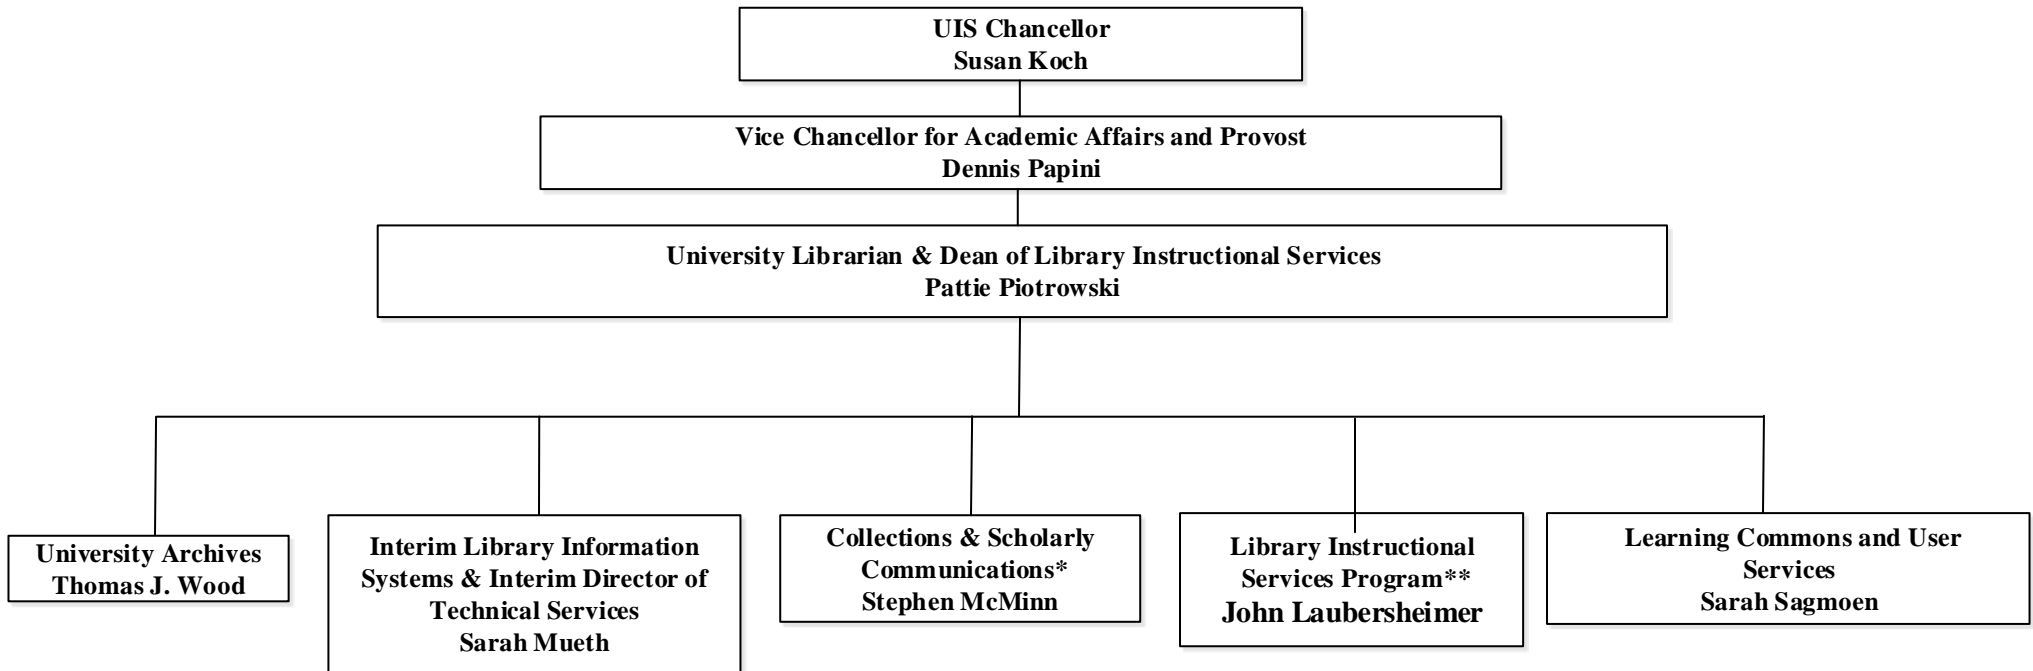 UIS Chancellor
Susan Koch
Vice Chancellor for Academic Affairs and Provost
Dennis Papini
University Librarian & Dean of Library Instructional Services
Pattie Piotrowski
University Archives
Thomas J. Wood
Interim Library Information
Systems & Interim Director of
Technical Services
Sarah Mueth
Collections & Scholarly
Communications*
Stephen McMinn
Library Instructional
Services Program**
John Laubersheimer
Learning Commons and User
Services
Sarah Sagmoen